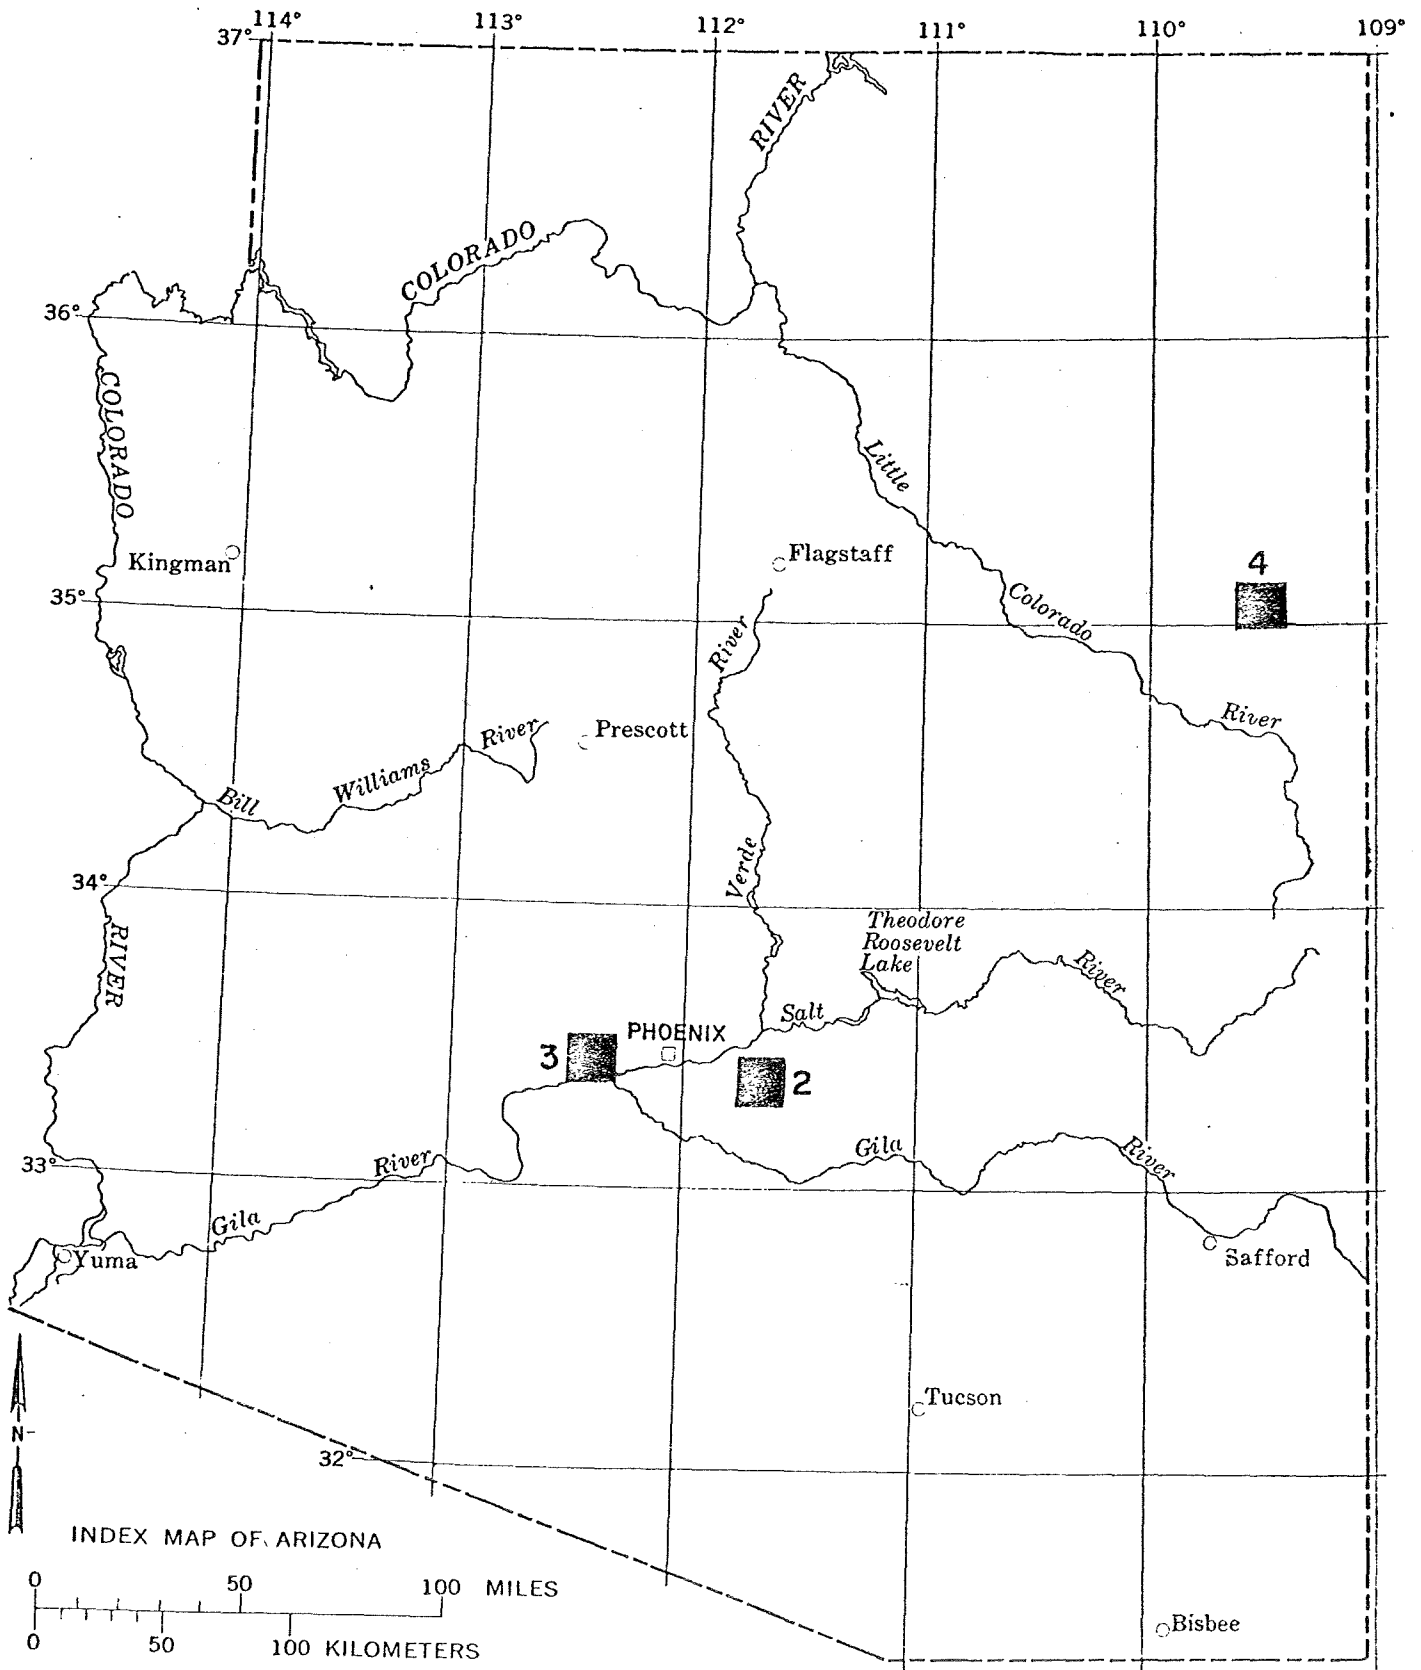 114° 113° 112° 111° 110° 109°
37°
RIVER
COLORADO
36°
COLORADO
Little
Kingman
Flagstaff
4
35°
Colorado
River
River
River
Prescott
Williams
Bill
Verde
34°
Theodore
Roosevelt
Lake
River
RIVER
Salt
PHOENIX
3
2
Gila
River
33°
River
Gila
Yuma
Safford
Tucson
N
32°
INDEX MAP OF ARIZONA
0 50 100 MILES
0 50 100 KILOMETERS
Bisbee